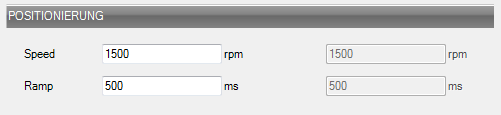 POSITIONIERUNG
Speed 1500 rpm 1500 rpm
Ramp 500 ms 500 ms